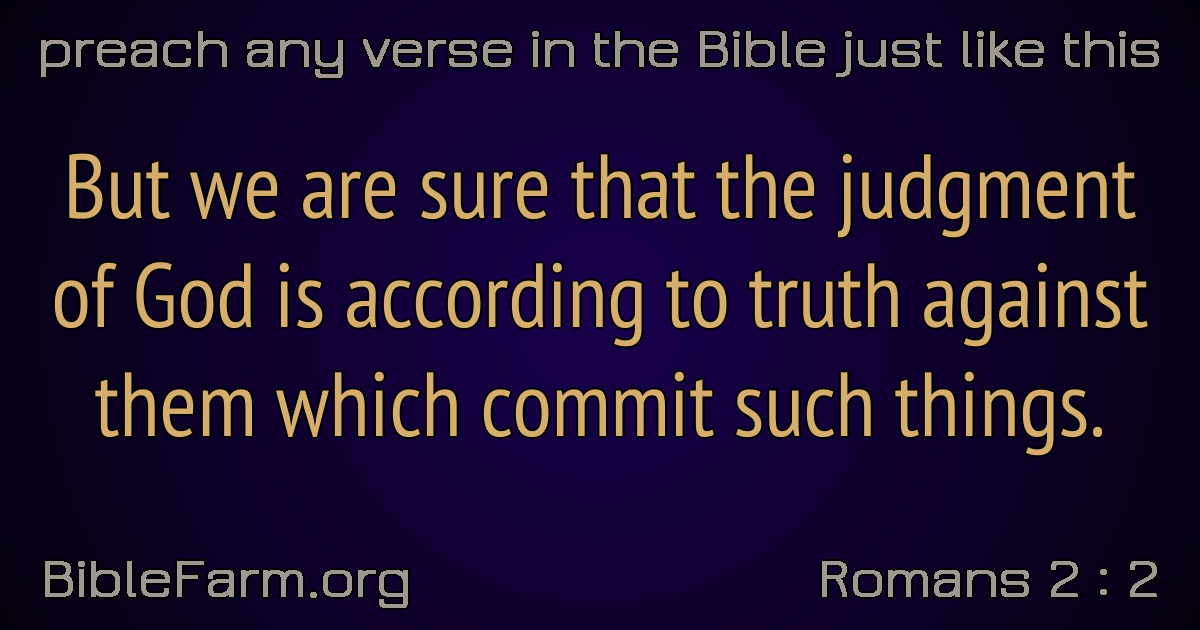 preach any verse in the Bible just like this
But we are sure that the judgment
of God is according to truth against
them which commit such things.
BibleFarm.org
Romans 2 : 2